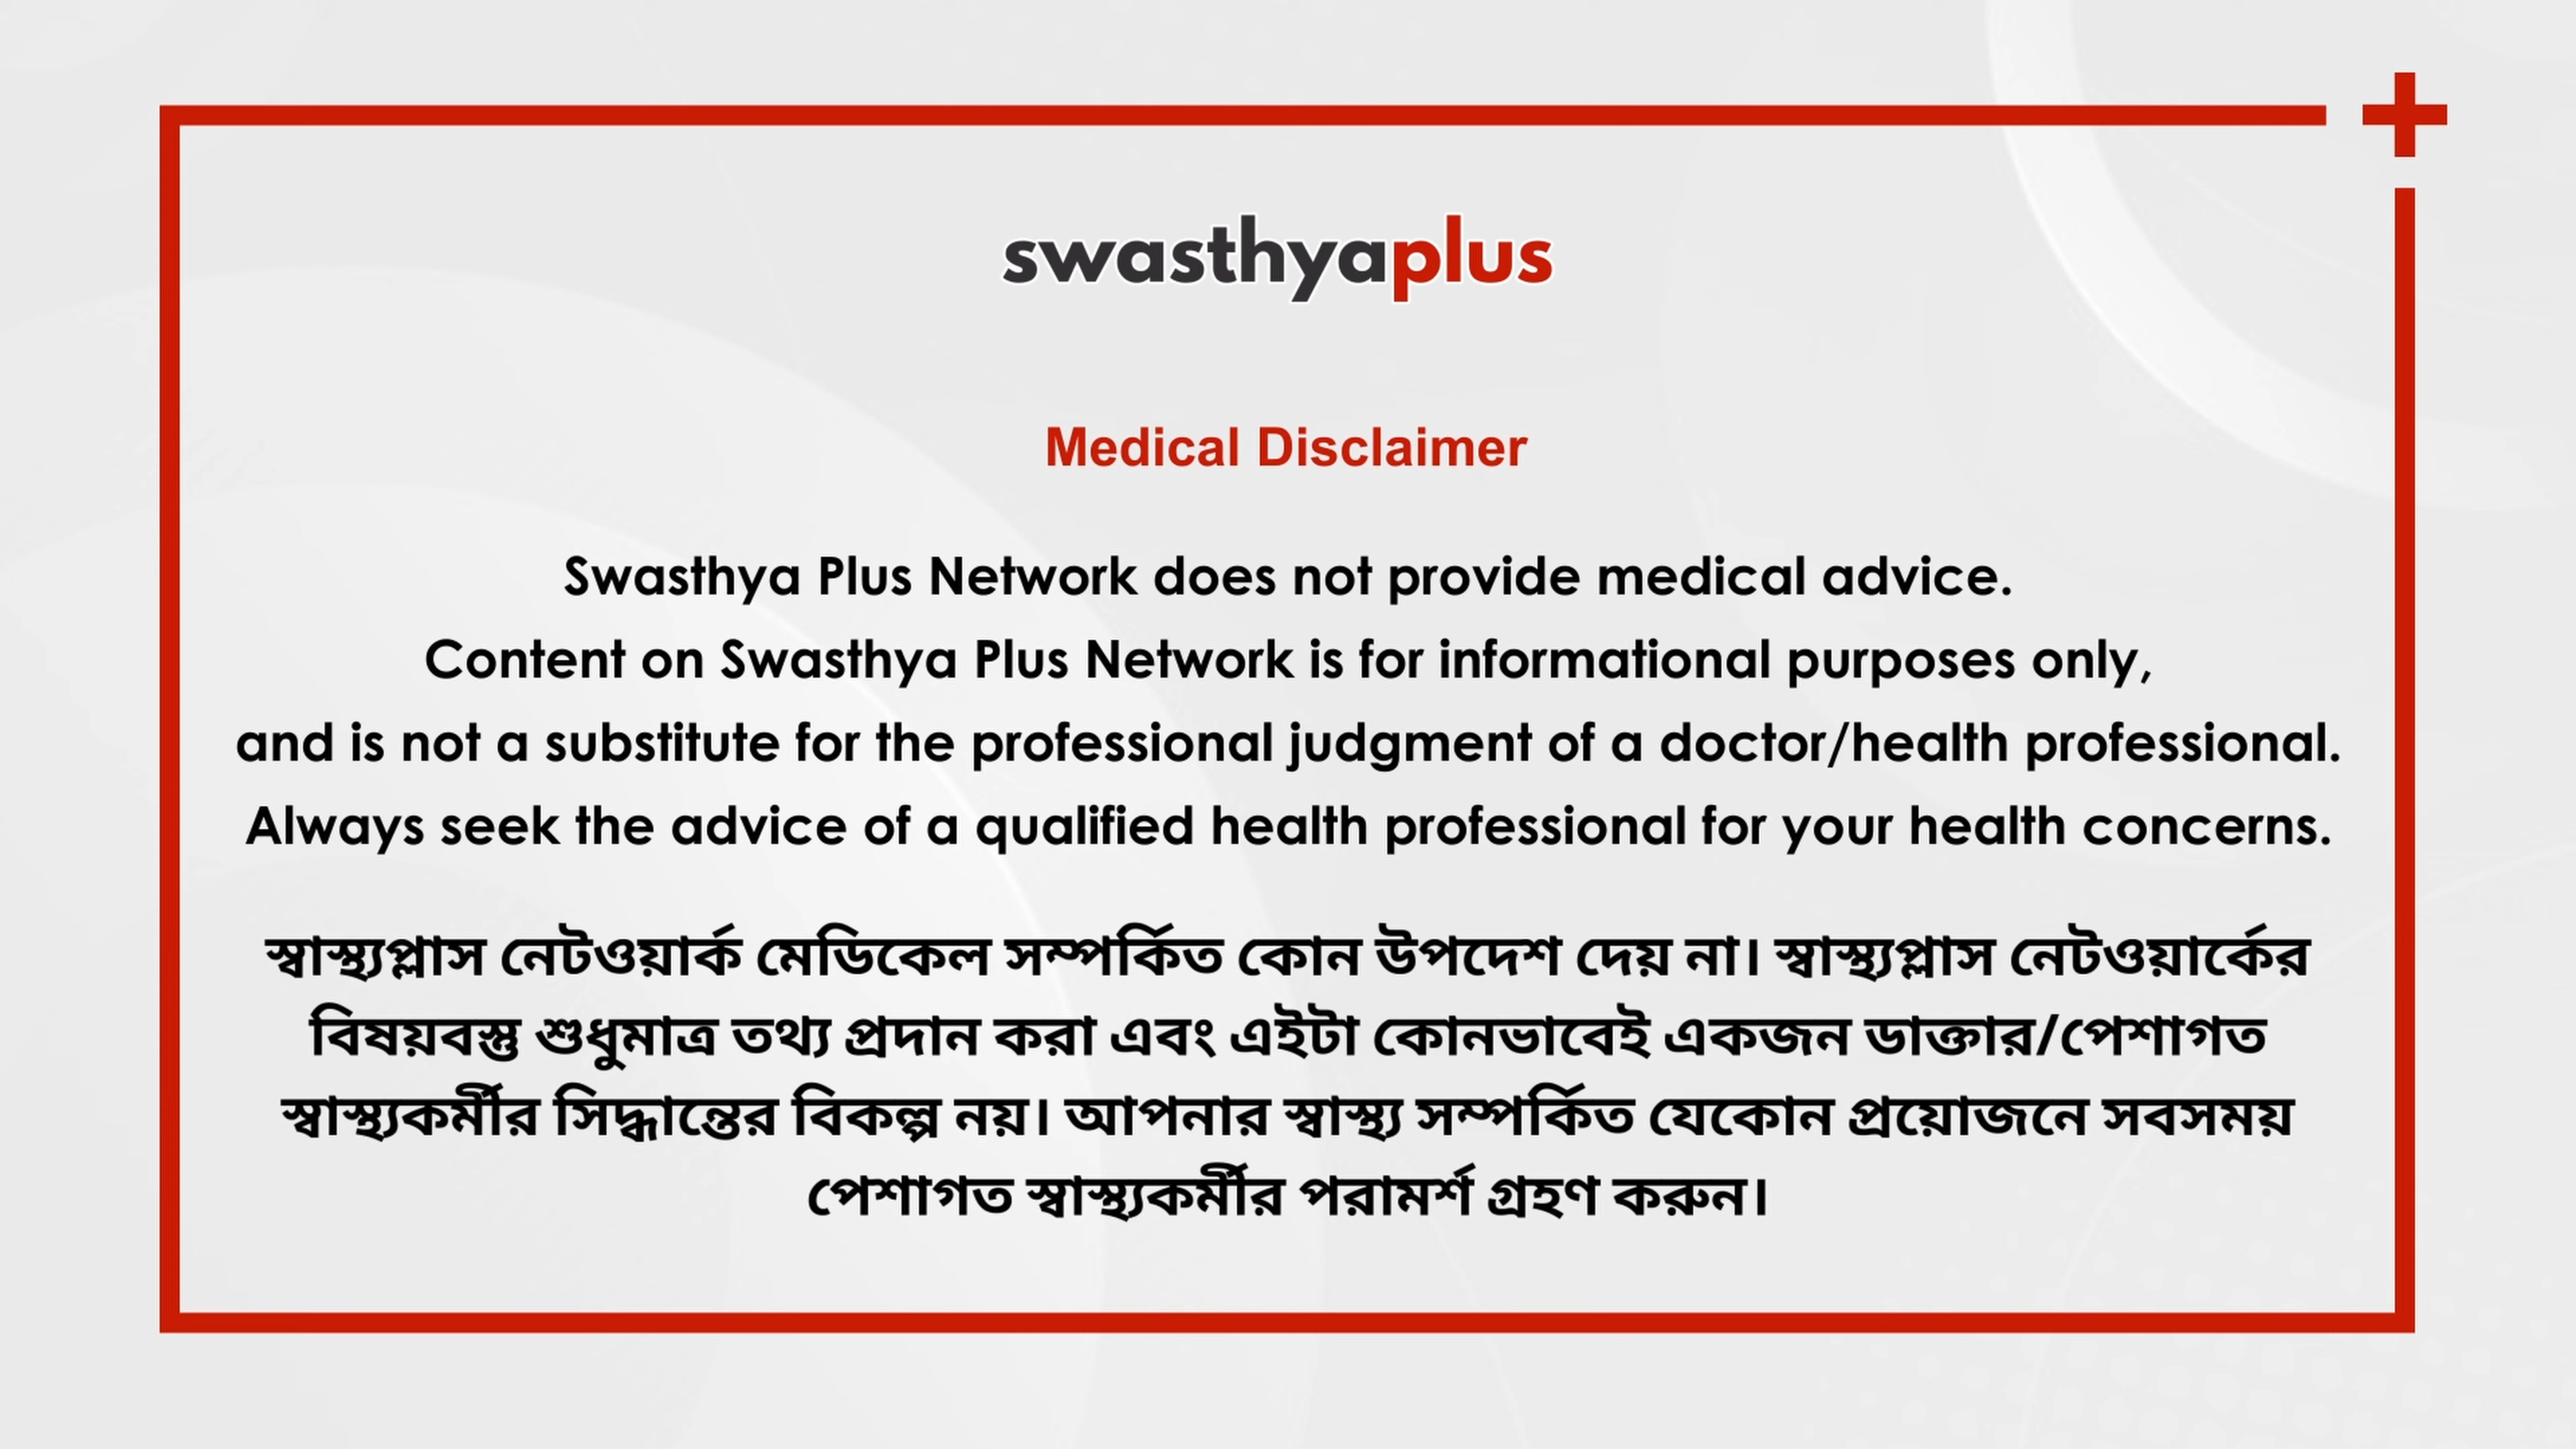 swasthyaplus
Medical Disclaimer
Swasthya Plus Network does not provide medical advice.
Content on Swasthya Plus Network is for informational purposes only,
and is not a substitute for the professional judgment of a doctor/health professional.
Always seek the advice of a qualified health professional for your health concerns.
স্বাস্থ্যপ্লাস নেটওয়ার্ক মেডিকেল সম্পর্কিত কোন উপদেশ দেয় না। স্বাস্থ্যপ্লাস নেটওয়ার্কের
বিষয়বস্তু শুধুমাত্র তথ্য প্রদান করা এবং এইটা কোনভাবেই একজন ডাক্তার/পেশাগত
স্বাস্থ্যকর্মীর সিদ্ধান্তের বিকল্প নয়। আপনার স্বাস্থ্য সম্পর্কিত যেকোন প্রয়োজনে সবসময়
পেশাগত স্বাস্থ্যকর্মীর পরামর্শ গ্রহণ করুন।